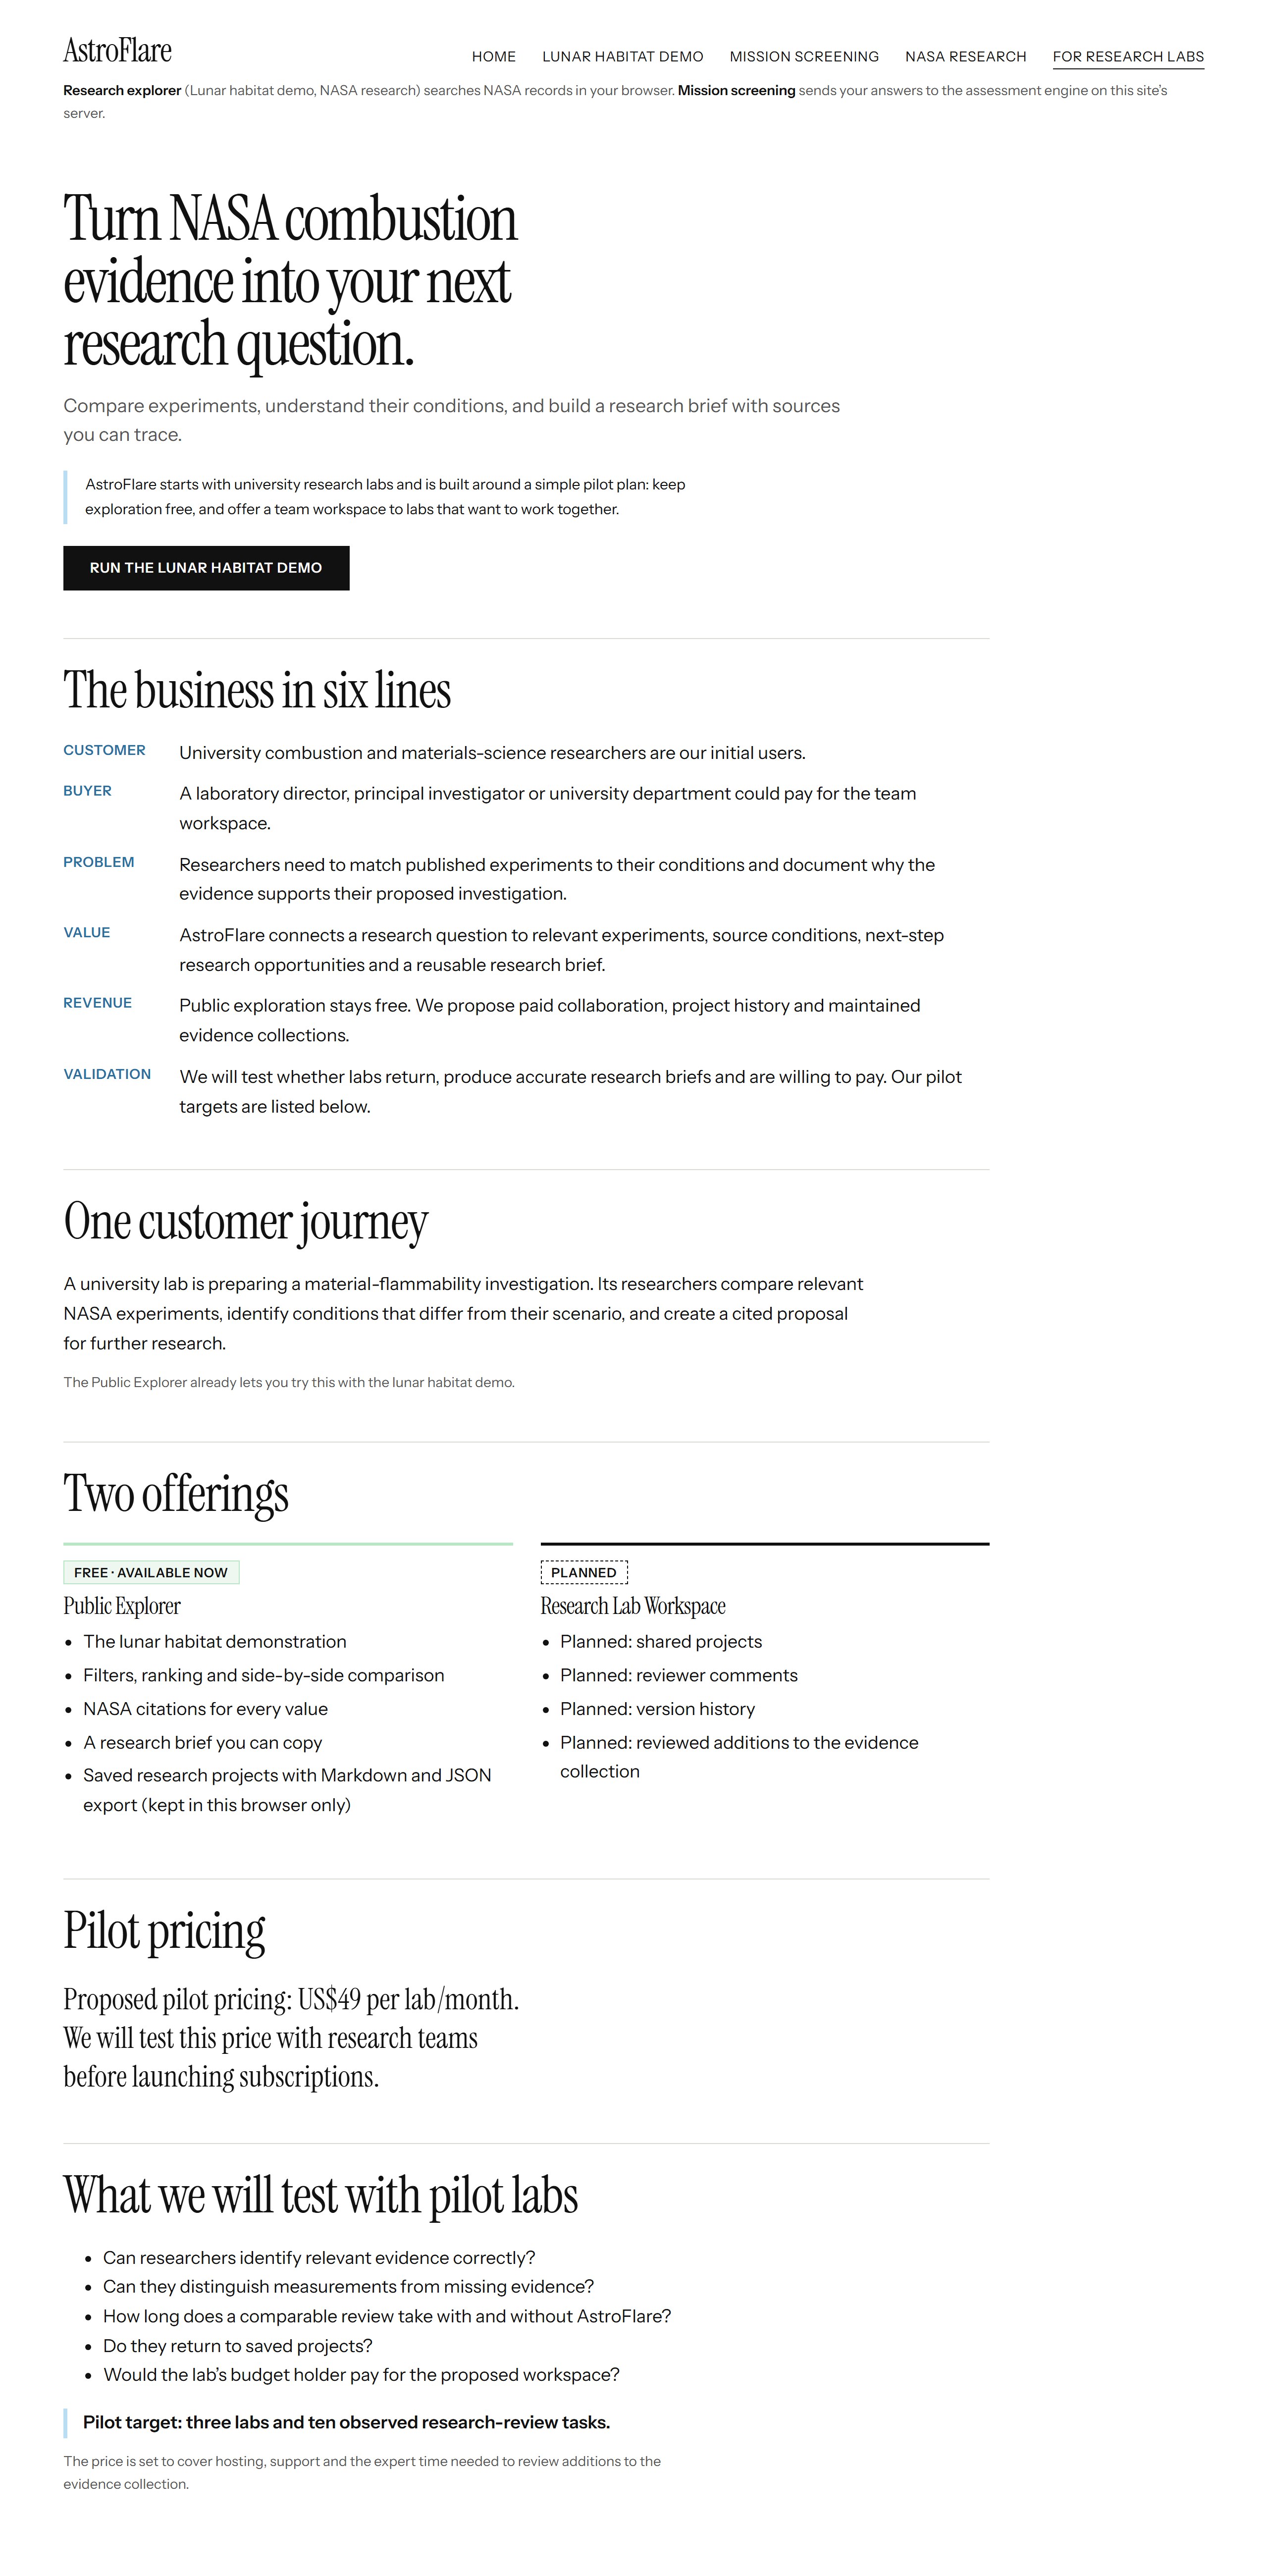 AstroFlare
HOME LUNAR HABITAT DEMO MISSION SCREENING NASA RESEARCH FOR RESEARCH LABS
Research explorer (Lunar habitat demo, NASA research) searches NASA records in your browser. Mission screening sends your answers to the assessment engine on this site’s
server.
Turn NASA combustion
evidence into your next
research question.
Compare experiments, understand their conditions, and build a research brief with sources
you can trace.
AstroFlare starts with university research labs and is built around a simple pilot plan: keep
exploration free, and offer a team workspace to labs that want to work together.
RUN THE LUNAR HABITAT DEMO
The business in six lines
CUSTOMER University combustion and materials-science researchers are our initial users.
BUYER A laboratory director, principal investigator or university department could pay for the team
workspace.
PROBLEM Researchers need to match published experiments to their conditions and document why the
evidence supports their proposed investigation.
VALUE AstroFlare connects a research question to relevant experiments, source conditions, next-step
research opportunities and a reusable research brief.
REVENUE Public exploration stays free. We propose paid collaboration, project history and maintained
evidence collections.
VALIDATION We will test whether labs return, produce accurate research briefs and are willing to pay. Our pilot
targets are listed below.
One customer journey
A university lab is preparing a material-flammability investigation. Its researchers compare relevant
NASA experiments, identify conditions that differ from their scenario, and create a cited proposal
for further research.
The Public Explorer already lets you try this with the lunar habitat demo.
Two offerings
FREE · AVAILABLE NOW
Public Explorer
• The lunar habitat demonstration
• Filters, ranking and side-by-side comparison
• NASA citations for every value
• A research brief you can copy
• Saved research projects with Markdown and JSON
export (kept in this browser only)
PLANNED
Research Lab Workspace
• Planned: shared projects
• Planned: reviewer comments
• Planned: version history
• Planned: reviewed additions to the evidence
collection
Pilot pricing
Proposed pilot pricing: US$49 per lab/month.
We will test this price with research teams
before launching subscriptions.
What we will test with pilot labs
• Can researchers identify relevant evidence correctly?
• Can they distinguish measurements from missing evidence?
• How long does a comparable review take with and without AstroFlare?
• Do they return to saved projects?
• Would the lab’s budget holder pay for the proposed workspace?
Pilot target: three labs and ten observed research-review tasks.
The price is set to cover hosting, support and the expert time needed to review additions to the
evidence collection.